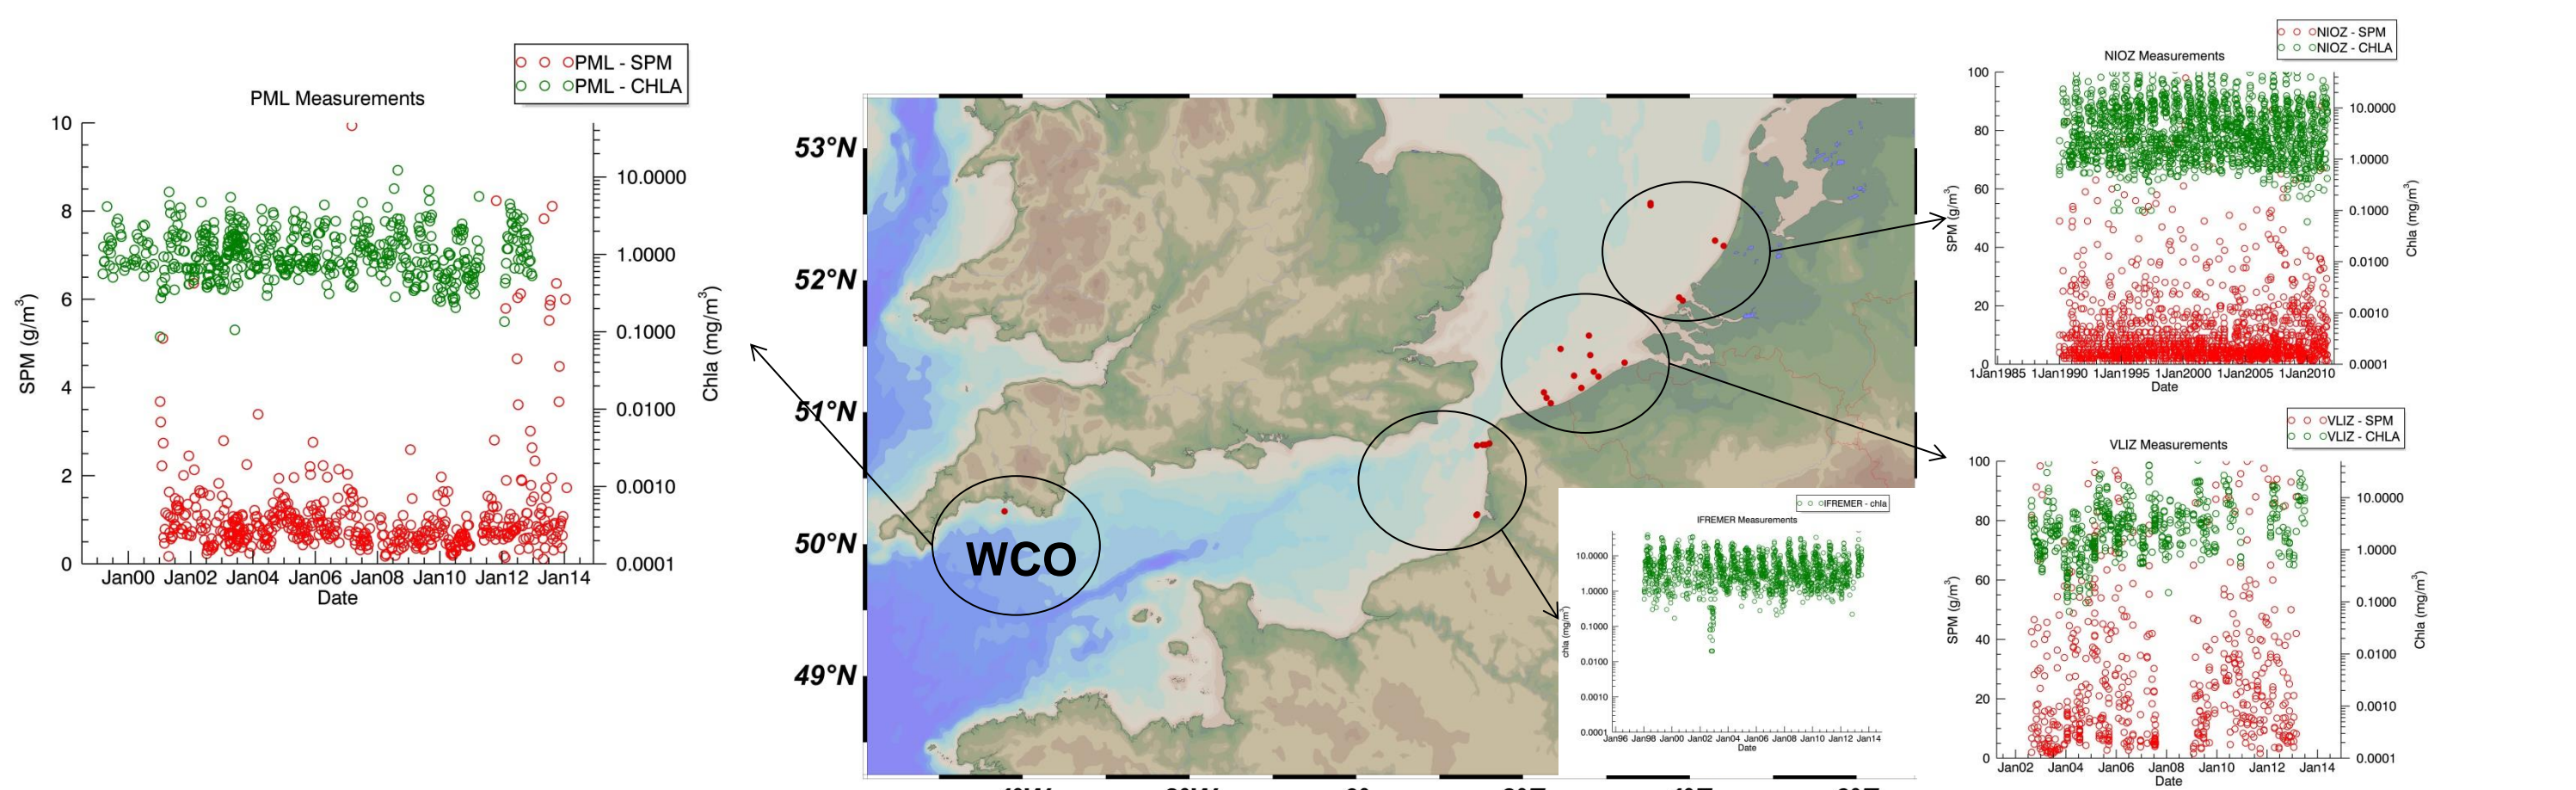 PML - SPM
PML - CHLA
PML Measurements
10
8
6
4
2
0
SPM (g/m³)
10.0000
1.0000
0.1000
0.0100
0.0010
0.0001
Chla (mg/m³)
Jan00 Jan02 Jan04 Jan06 Jan08 Jan10 Jan12 Jan14
Date
53°N
52°N
51°N
50°N
49°N
WCO
IFREMER - chla
IFREMER Measurements
10.0000
1.0000
0.1000
0.0100
0.0010
0.0001
chla (mg/m³)
Jan96 Jan98 Jan00 Jan02 Jan04 Jan06 Jan08 Jan10 Jan12 Jan14
Date
NIOZ - SPM
NIOZ - CHLA
NIOZ Measurements
100
80
60
40
20
0
SPM (g/m³)
10.0000
1.0000
0.1000
0.0100
0.0010
0.0001
Chla (mg/m³)
1Jan1985 1Jan1990 1Jan1995 1Jan2000 1Jan2005 1Jan2010
Date
VLIZ - SPM
VLIZ - CHLA
VLIZ Measurements
100
80
60
40
20
0
SPM (g/m³)
10.0000
1.0000
0.1000
0.0100
0.0010
0.0001
Chla (mg/m³)
Jan02 Jan04 Jan06 Jan08 Jan10 Jan12 Jan14
Date